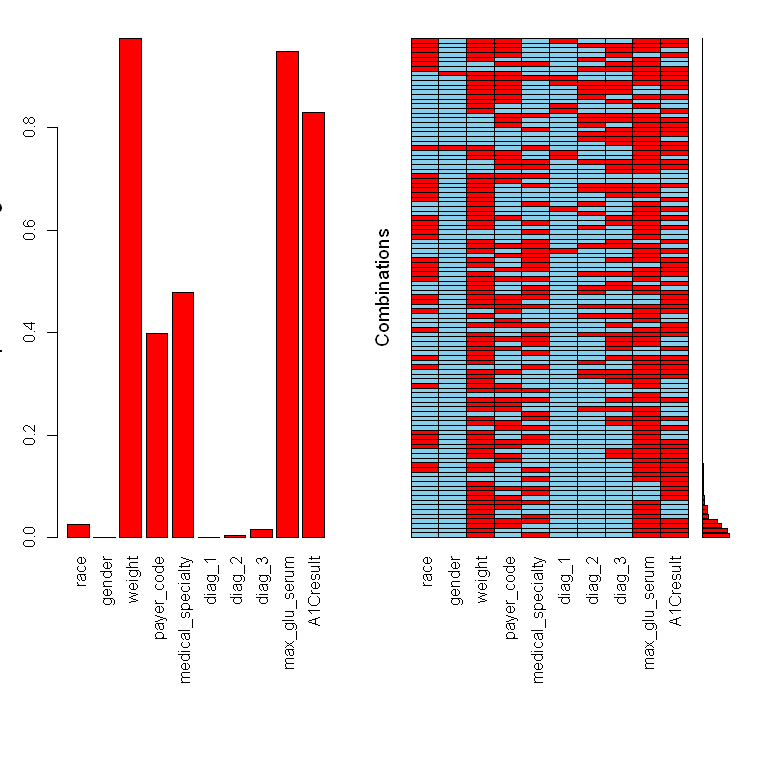 0.0
0.2
0.4
0.6
0.8
race
gender
weight
payer_code
medical_specialty
diag_1
diag_2
diag_3
max_glu_serum
A1Cresult
Combinations
race
gender
weight
payer_code
medical_specialty
diag_1
diag_2
diag_3
max_glu_serum
A1Cresult